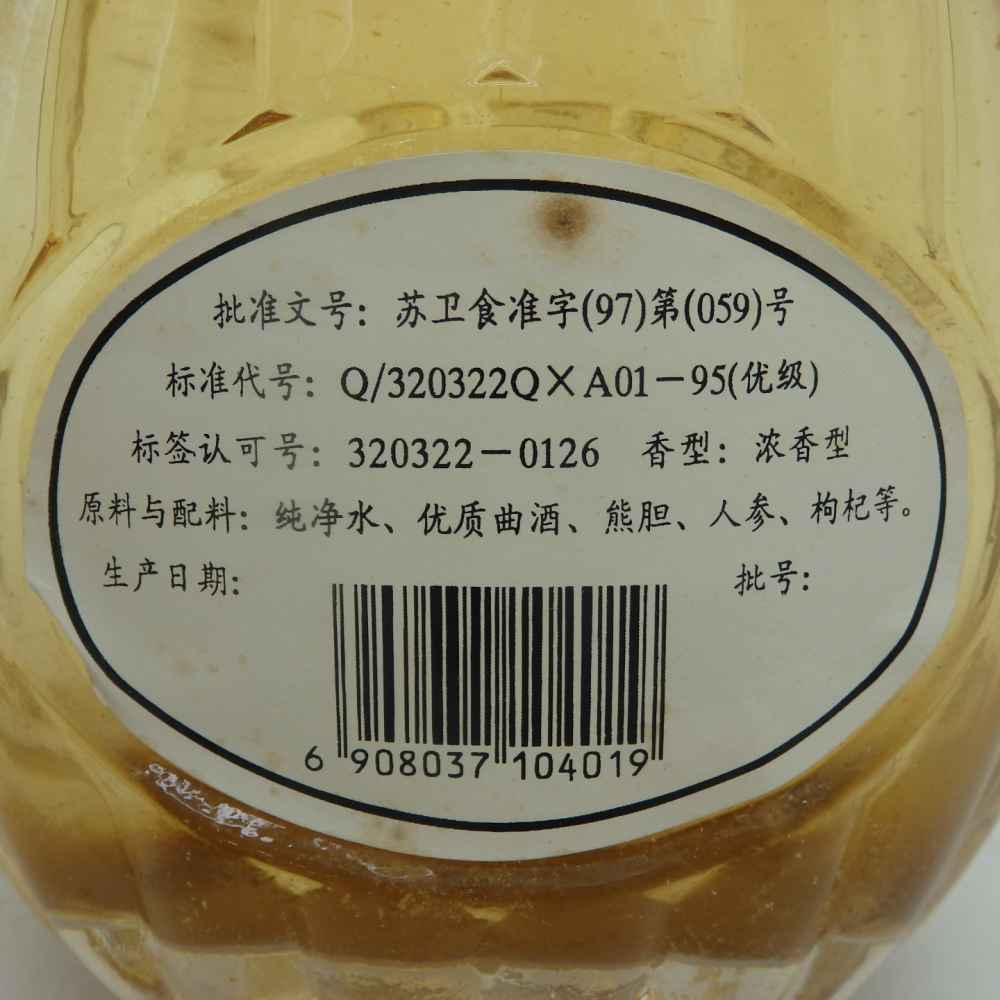 批准文号：苏卫食准字(97)第(059)号
标准代号：Q/320322Q×A01－95(优级)
标签认可号：320322－0126 香型：浓香型
原料与配料：纯净水、优质曲酒、熊胆、人参、枸杞等。
生产日期： 批号：
6 908037 104019